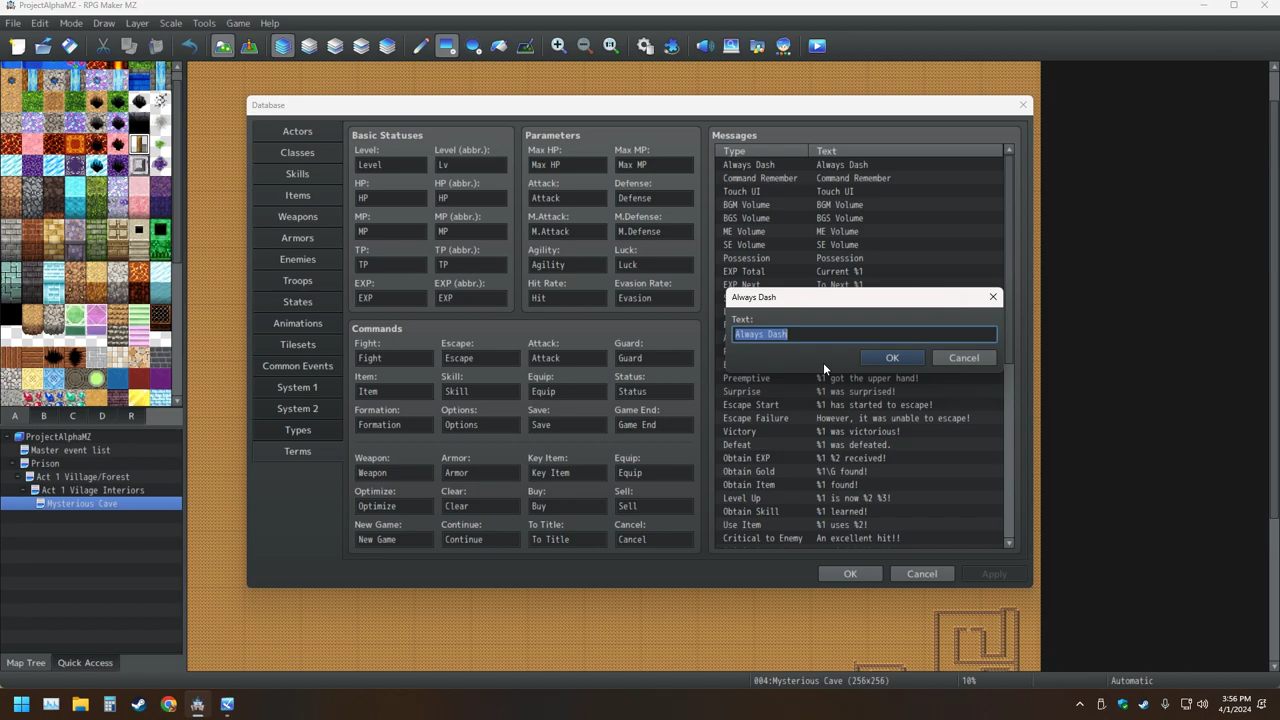 ProjectAlphaMZ - RPG Maker MZ
File Edit Mode Draw Layer Scale Tools Game Help
Database
Actors
Classes
Skills
Items
Weapons
Armors
Enemies
Troops
States
Animations
Tilesets
Common Events
System 1
System 2
Types
Terms
Basic Statuses
Level: Level (abbr.):
Level Lv
HP: HP (abbr.):
HP HP
MP: MP (abbr.):
MP MP
TP: TP (abbr.):
TP TP
EXP: EXP (abbr.):
EXP EXP
Parameters
Max HP: Max MP:
Max HP Max MP
Attack: Defense:
Attack Defense
M.Attack: M.Defense:
M.Attack M.Defense
Agility: Luck:
Agility Luck
Hit Rate: Evasion Rate:
Hit Evasion
Commands
Fight: Escape: Attack: Guard:
Fight Escape Attack Guard
Item: Skill: Equip: Status:
Item Skill Equip Status
Formation: Options: Save: Game End:
Formation Options Save Game End
Weapon: Armor: Key Item: Equip:
Weapon Armor Key Item Equip
Optimize: Clear: Buy: Sell:
Optimize Clear Buy Sell
New Game: Continue: To Title: Cancel:
New Game Continue To Title Cancel
Messages
Type Text
Always Dash Always Dash
Command Remember Command Remember
Touch UI Touch UI
BGM Volume BGM Volume
BGS Volume BGS Volume
ME Volume ME Volume
SE Volume SE Volume
Possession Possession
EXP Total Current %1
EXP Next To Next %1
Always Dash
Text:
Always Dash
OK Cancel
Preemptive %1 got the upper hand!
Surprise %1 was surprised!
Escape Start %1 has started to escape!
Escape Failure However, it was unable to escape!
Victory %1 was victorious!
Defeat %1 was defeated.
Obtain EXP %1 %2 received!
Obtain Gold %1\G found!
Obtain Item %1 found!
Level Up %1 is now %2 %3!
Obtain Skill %1 learned!
Use Item %1 uses %2!
Critical to Enemy An excellent hit!!
OK Cancel Apply
A B C D R
ProjectAlphaMZ
Master event list
Prison
Act 1 Village/Forest
Act 1 Vilage Interiors
Mysterious Cave
Map Tree Quick Access
004:Mysterious Cave (256x256) 10% Automatic
3:56 PM
4/1/2024